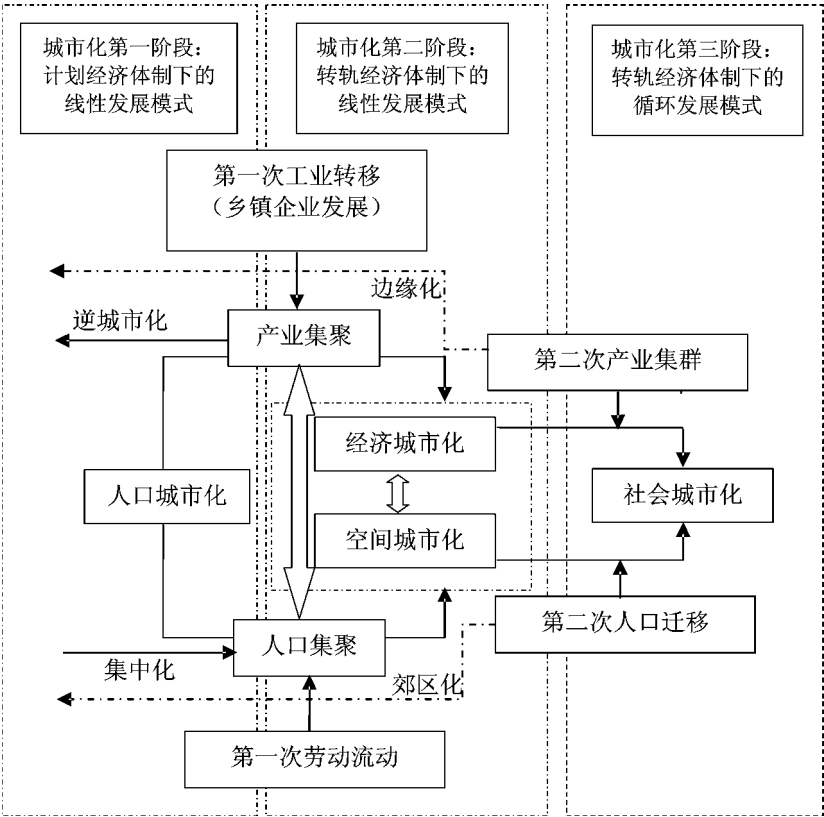 城市化第一阶段：
计划经济体制下的
线性发展模式
城市化第二阶段：
转轨经济体制下的
线性发展模式
城市化第三阶段：
转轨经济体制下的
循环发展模式
第一次工业转移
（乡镇企业发展）
边缘化
逆城市化
产业集聚
第二次产业集群
经济城市化
人口城市化
社会城市化
空间城市化
第二次人口迁移
人口集聚
集中化
郊区化
第一次劳动流动